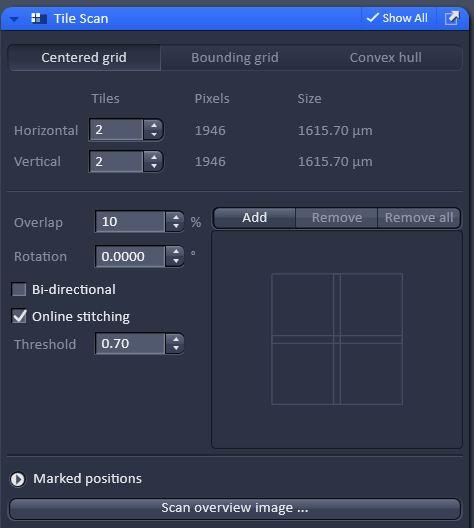 Tile Scan Show All
Centered grid Bounding grid Convex hull
Tiles Pixels Size
Horizontal 2 1946 1615.70 µm
Vertical 2 1946 1615.70 µm
Overlap 10 % Add Remove Remove all
Rotation 0.0000 °
Bi-directional
Online stitching
Threshold 0.70
Marked positions
Scan overview image ...